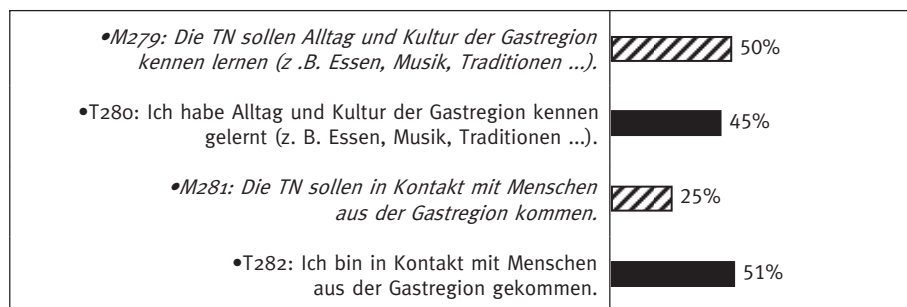 •M279: Die TN sollen Alltag und Kultur der Gastregion
kennen lernen (z .B. Essen, Musik, Traditionen ...).
50%
•T280: Ich habe Alltag und Kultur der Gastregion kennen
gelernt (z. B. Essen, Musik, Traditionen ...).
45%
•M281: Die TN sollen in Kontakt mit Menschen
aus der Gastregion kommen.
25%
•T282: Ich bin in Kontakt mit Menschen
aus der Gastregion gekommen.
51%